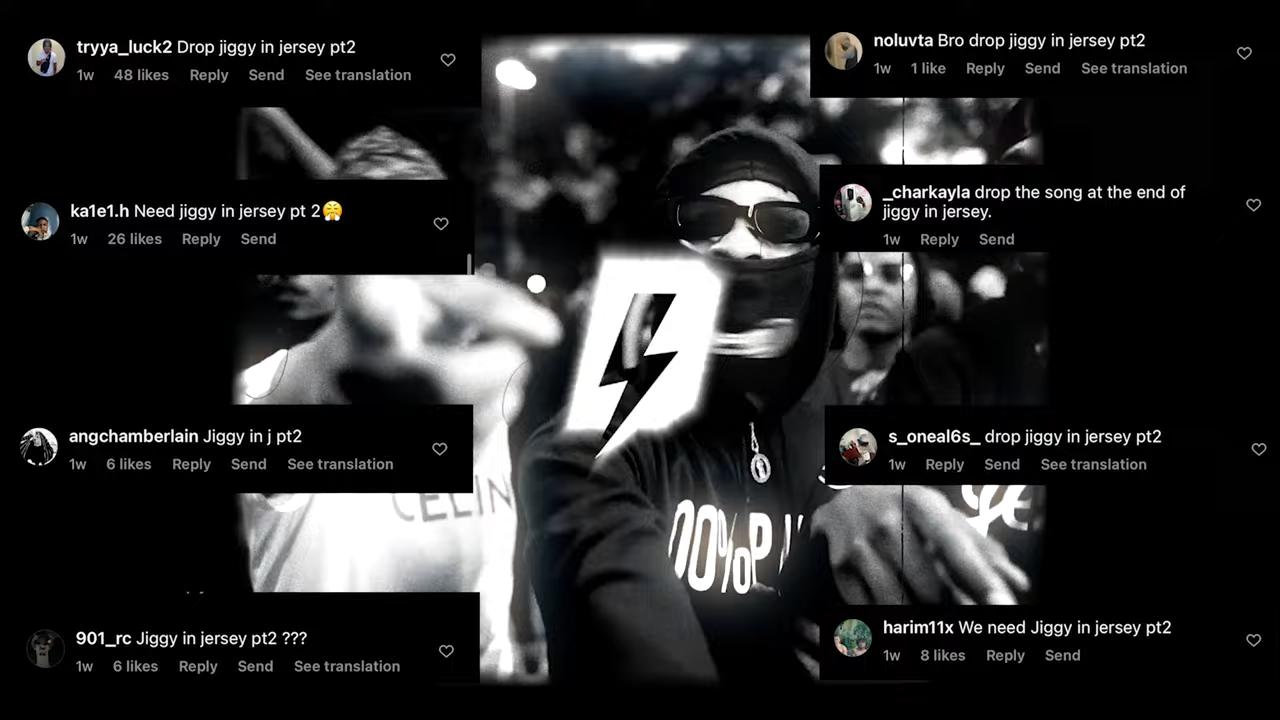 tryya_luck2 Drop jiggy in jersey pt2
1w 48 likes Reply Send See translation
noluvta Bro drop jiggy in jersey pt2
1w 1 like Reply Send See translation
ka1e1.h Need jiggy in jersey pt 2😤
1w 26 likes Reply Send
_charkayla drop the song at the end of
jiggy in jersey.
1w Reply Send
angchamberlain Jiggy in j pt2
1w 6 likes Reply Send See translation
s_oneal6s_ drop jiggy in jersey pt2
1w Reply Send See translation
CELIN
00%P
901_rc Jiggy in jersey pt2 ???
1w 6 likes Reply Send See translation
harim11x We need Jiggy in jersey pt2
1w 8 likes Reply Send